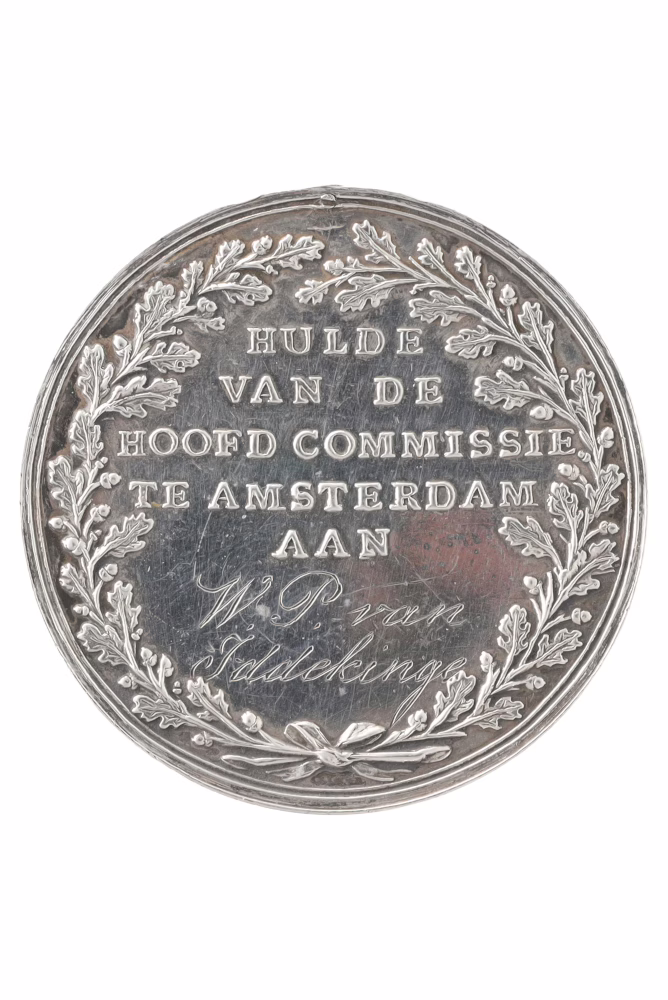 HULDE
VAN DE
HOOFD COMMISSIE
TE AMSTERDAM
AAN
W. P. van
Iddekinge